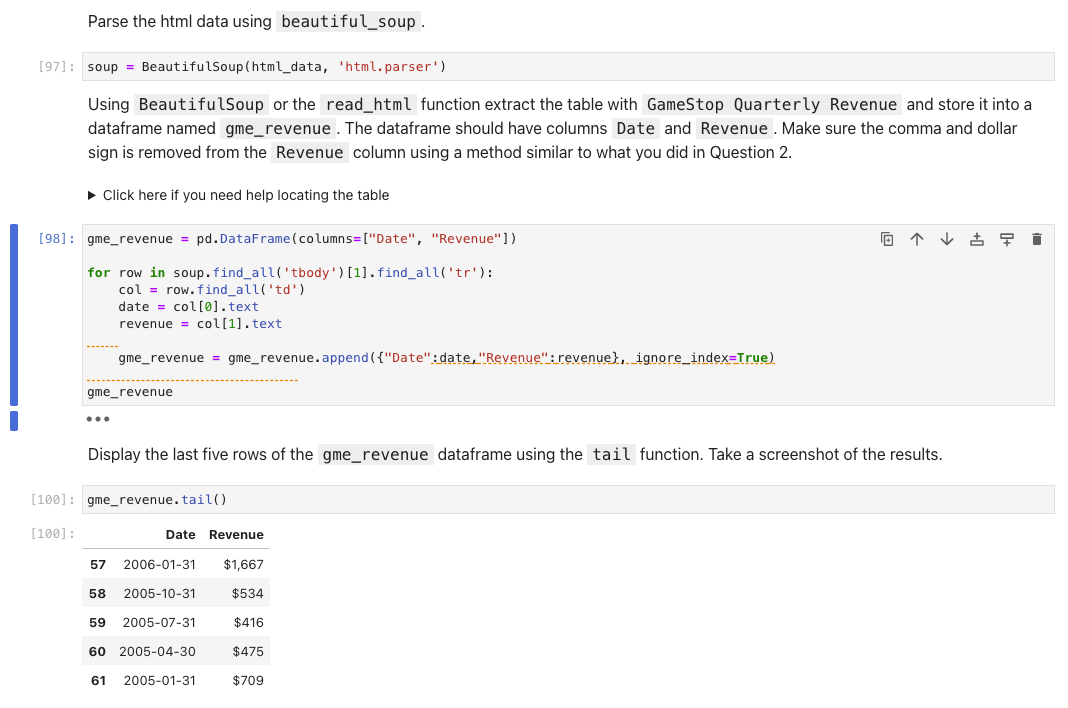 Parse the html data using beautiful_soup .
[97]: soup = BeautifulSoup(html_data, 'html.parser')
Using BeautifulSoup or the read_html function extract the table with GameStop Quarterly Revenue and store it into a
dataframe named gme_revenue . The dataframe should have columns Date and Revenue . Make sure the comma and dollar
sign is removed from the Revenue column using a method similar to what you did in Question 2.
Click here if you need help locating the table
[98]: gme_revenue = pd.DataFrame(columns=["Date", "Revenue"])
for row in soup.find_all('tbody')[1].find_all('tr'):
    col = row.find_all('td')
    date = col[0].text
    revenue = col[1].text
    gme_revenue = gme_revenue.append({"Date":date,"Revenue":revenue}, ignore_index=True)
gme_revenue
Display the last five rows of the gme_revenue dataframe using the tail function. Take a screenshot of the results.
[100]: gme_revenue.tail()
[100]: Date Revenue
57 2006-01-31 $1,667
58 2005-10-31 $534
59 2005-07-31 $416
60 2005-04-30 $475
61 2005-01-31 $709